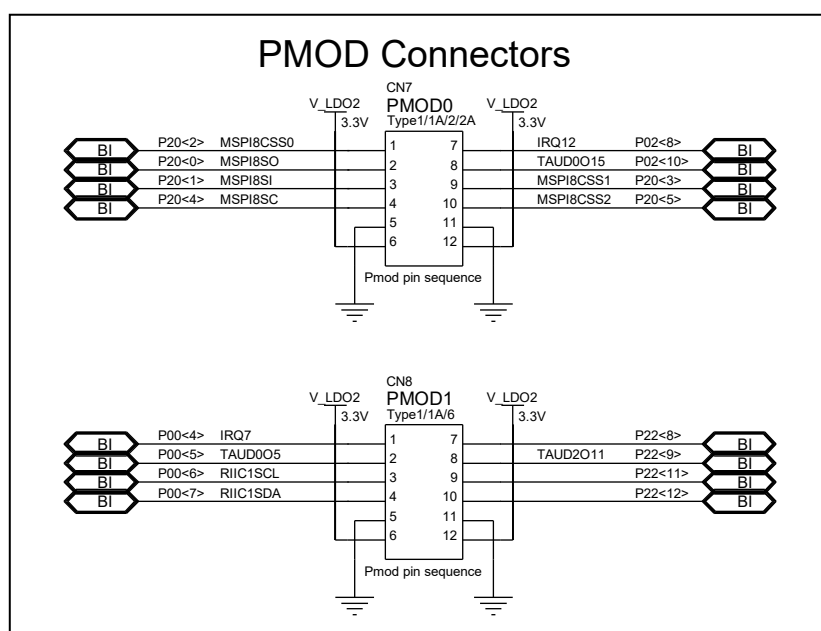 PMOD Connectors
CN7
PMOD0
Type1/1A/2/2A
V_LDO2 V_LDO2
3.3V 3.3V
BI P20<2> MSPI8CSS0 1 7 IRQ12 P02<8> BI
BI P20<0> MSPI8SO 2 8 TAUD0O15 P02<10> BI
BI P20<1> MSPI8SI 3 9 MSPI8CSS1 P20<3> BI
BI P20<4> MSPI8SC 4 10 MSPI8CSS2 P20<5> BI
5 11
6 12
Pmod pin sequence
CN8
PMOD1
Type1/1A/6
V_LDO2 V_LDO2
3.3V 3.3V
BI P00<4> IRQ7 1 7 P22<8> BI
BI P00<5> TAUD0O5 2 8 TAUD2O11 P22<9> BI
BI P00<6> RIIC1SCL 3 9 P22<11> BI
BI P00<7> RIIC1SDA 4 10 P22<12> BI
5 11
6 12
Pmod pin sequence